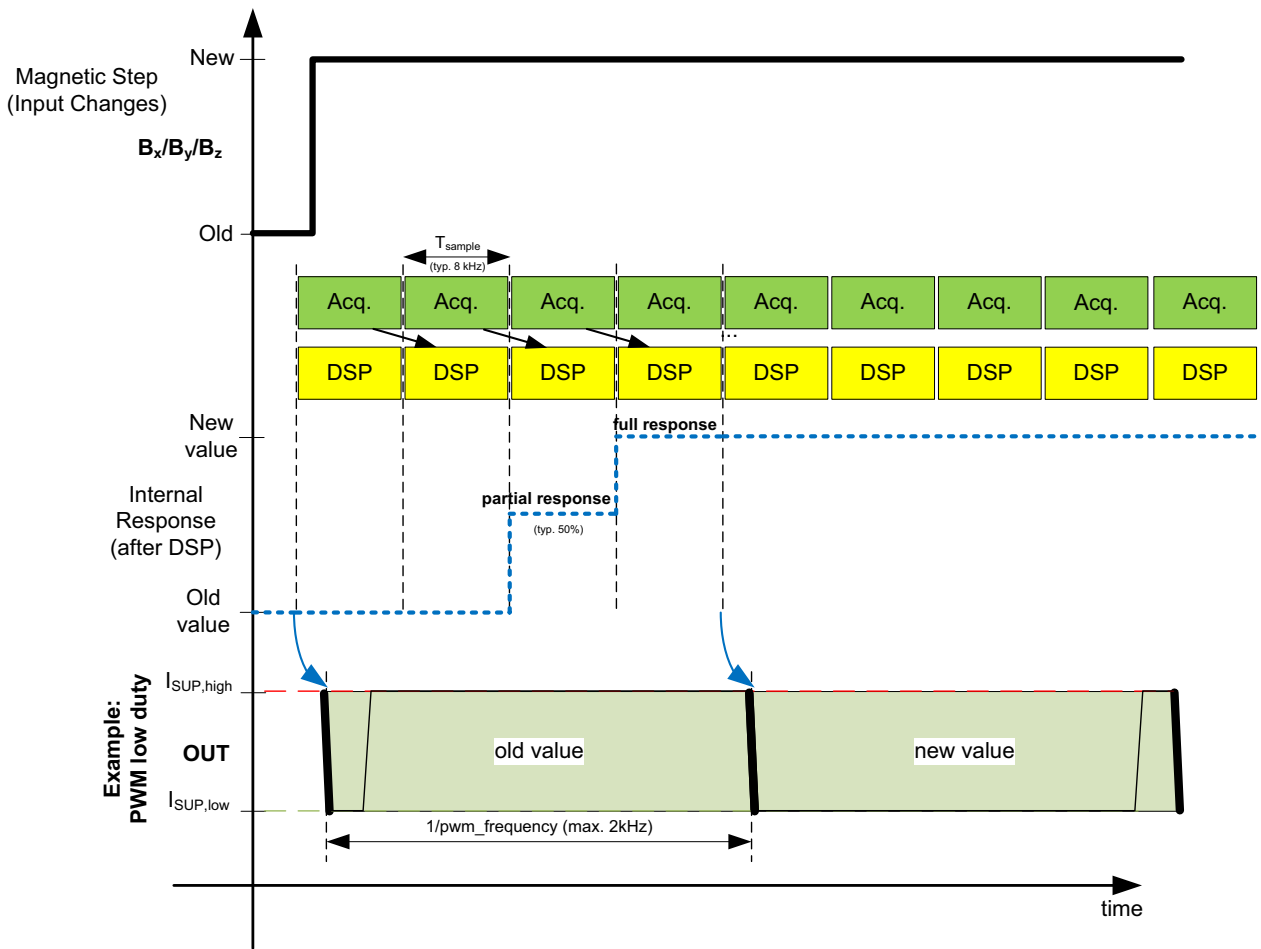 New
Magnetic Step
(Input Changes)
Bx/By/Bz
Old
Tsample
(typ. 8 kHz)
Acq. Acq. Acq. Acq. Acq. Acq. Acq. Acq. Acq.
...
DSP DSP DSP DSP DSP DSP DSP DSP DSP
New
value
full response
Internal
Response
(after DSP)
partial response
(typ. 50%)
Old
value
Example:
PWM low duty
ISUP,high
OUT
old value
new value
ISUP,low
1/pwm_frequency (max. 2kHz)
time